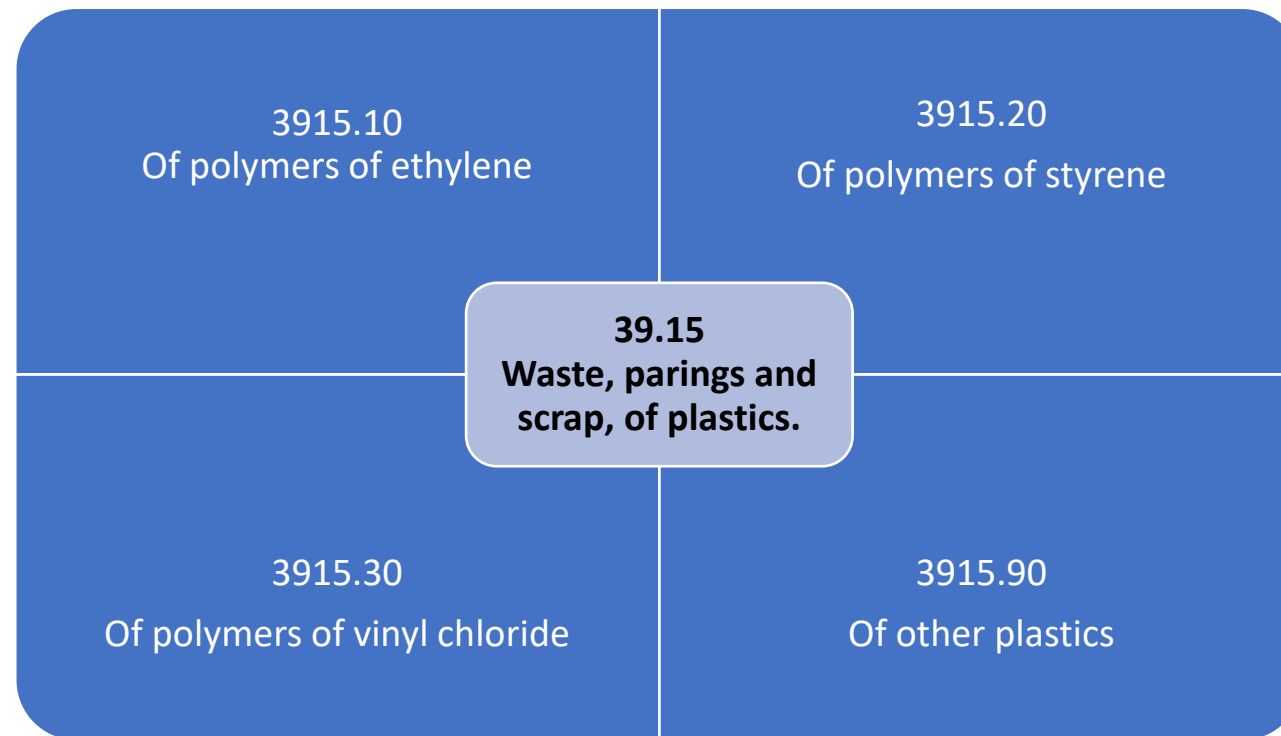 3915.10
Of polymers of ethylene
3915.20
Of polymers of styrene
39.15
Waste, parings and
scrap, of plastics.
3915.30
Of polymers of vinyl chloride
3915.90
Of other plastics